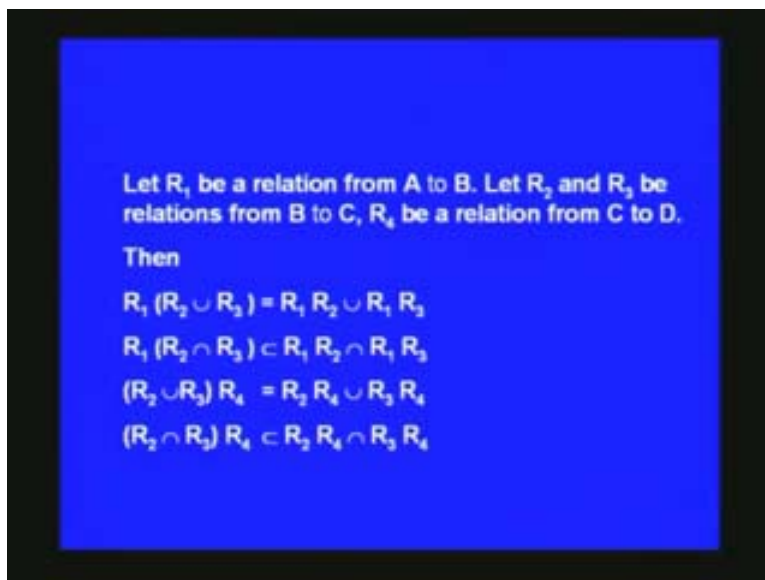 Let R₁ be a relation from A to B. Let R₂ and R₃ be
relations from B to C, R₄ be a relation from C to D.
Then
R₁ (R₂ ∪ R₃ ) = R₁ R₂ ∪ R₁ R₃
R₁ (R₂ ∩ R₃ ) ⊂ R₁ R₂ ∩ R₁ R₃
(R₂ ∪R₃) R₄ = R₂ R₄ ∪ R₃ R₄
(R₂ ∩ R₃) R₄ ⊂ R₂ R₄ ∩ R₃ R₄